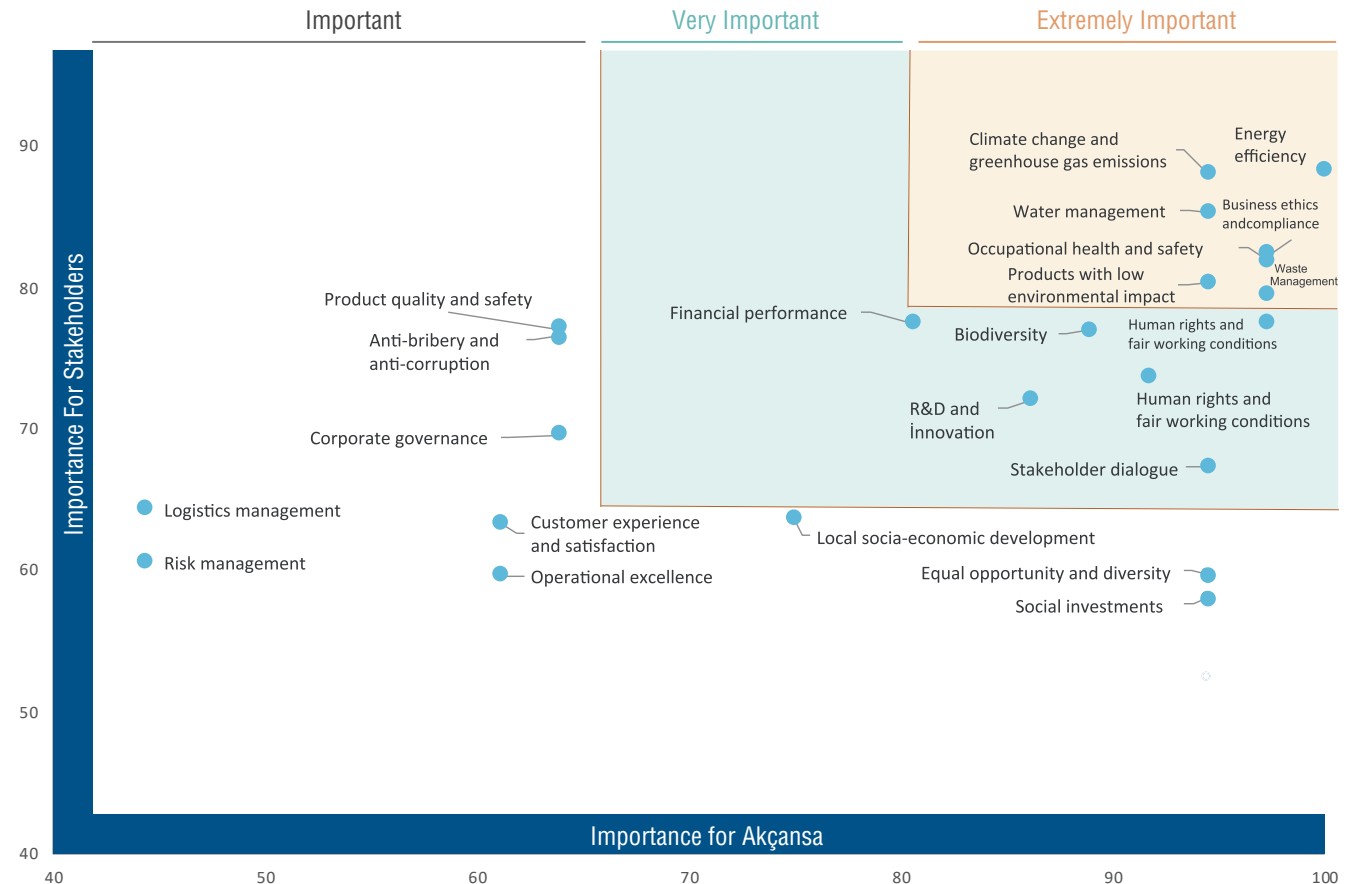 Important
Very Important
Extremely Important
Importance For Stakeholders
90
80
70
60
50
40
Climate change and
greenhouse gas emissions
Energy
efficiency
Water management
Business ethics
andcompliance
Occupational health and safety
Products with low
environmental impact
Waste
Management
Product quality and safety
Anti-bribery and
anti-corruption
Financial performance
Biodiversity
Human rights and
fair working conditions
R&D and
İnnovation
Human rights and
fair working conditions
Corporate governance
Stakeholder dialogue
Logistics management
Customer experience
and satisfaction
Local socia-economic development
Risk management
Operational excellence
Equal opportunity and diversity
Social investments
Importance for Akçansa
40
50
60
70
80
90
100